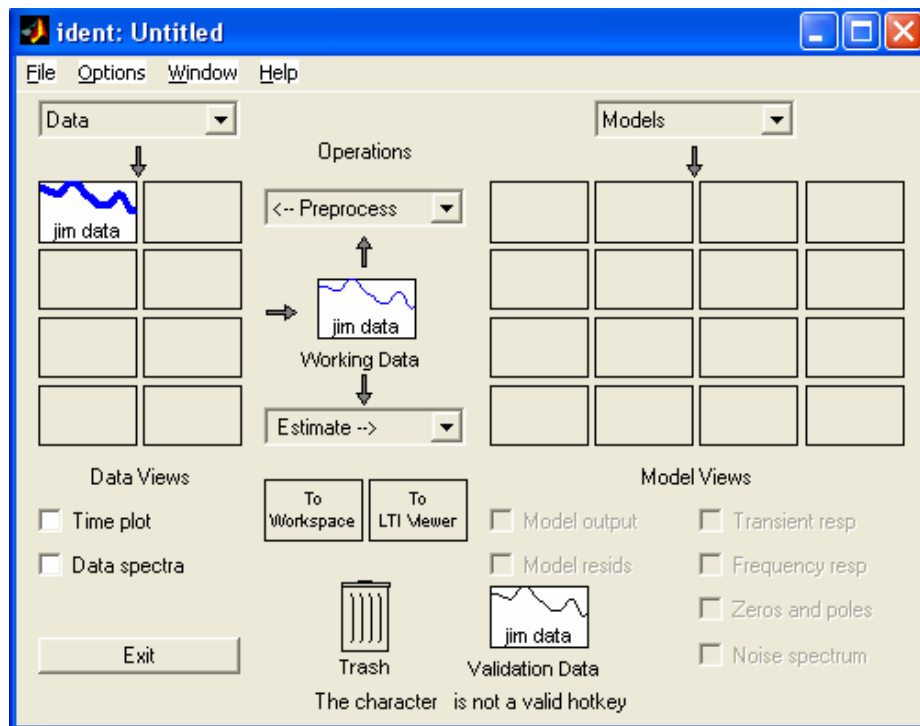 ident: Untitled
File Options Window Help
Data
Models
Operations
jim data
<-- Preprocess
jim data
Working Data
Estimate -->
Data Views
Model Views
Time plot
Data spectra
To
Workspace
To
LTI Viewer
Model output
Transient resp
Model resids
Frequency resp
Zeros and poles
Noise spectrum
jim data
Exit
Trash
Validation Data
The character is not a valid hotkey